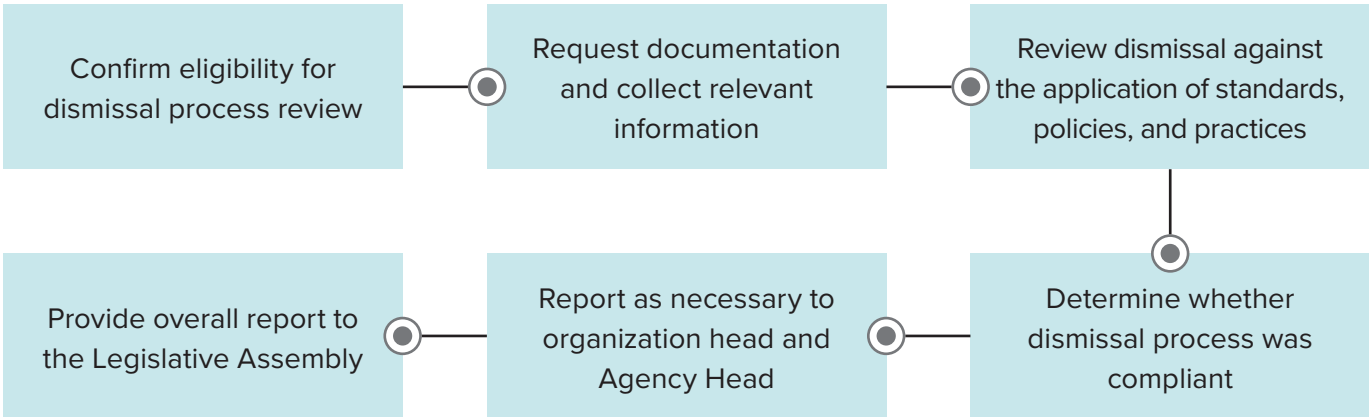 Confirm eligibility for
dismissal process review
Request documentation
and collect relevant
information
Review dismissal against
the application of standards,
policies, and practices
Determine whether
dismissal process was
compliant
Report as necessary to
organization head and
Agency Head
Provide overall report to
the Legislative Assembly